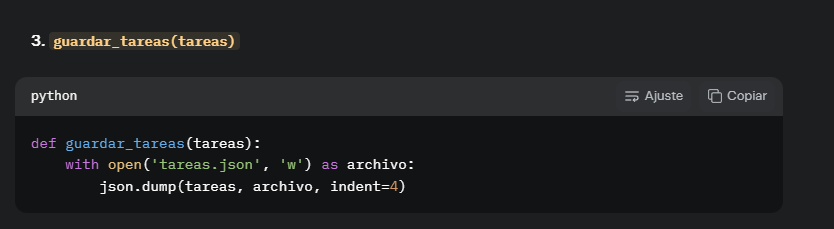 3. guardar_tareas(tareas)
python
Ajuste
Copiar
def guardar_tareas(tareas):
    with open('tareas.json', 'w') as archivo:
        json.dump(tareas, archivo, indent=4)